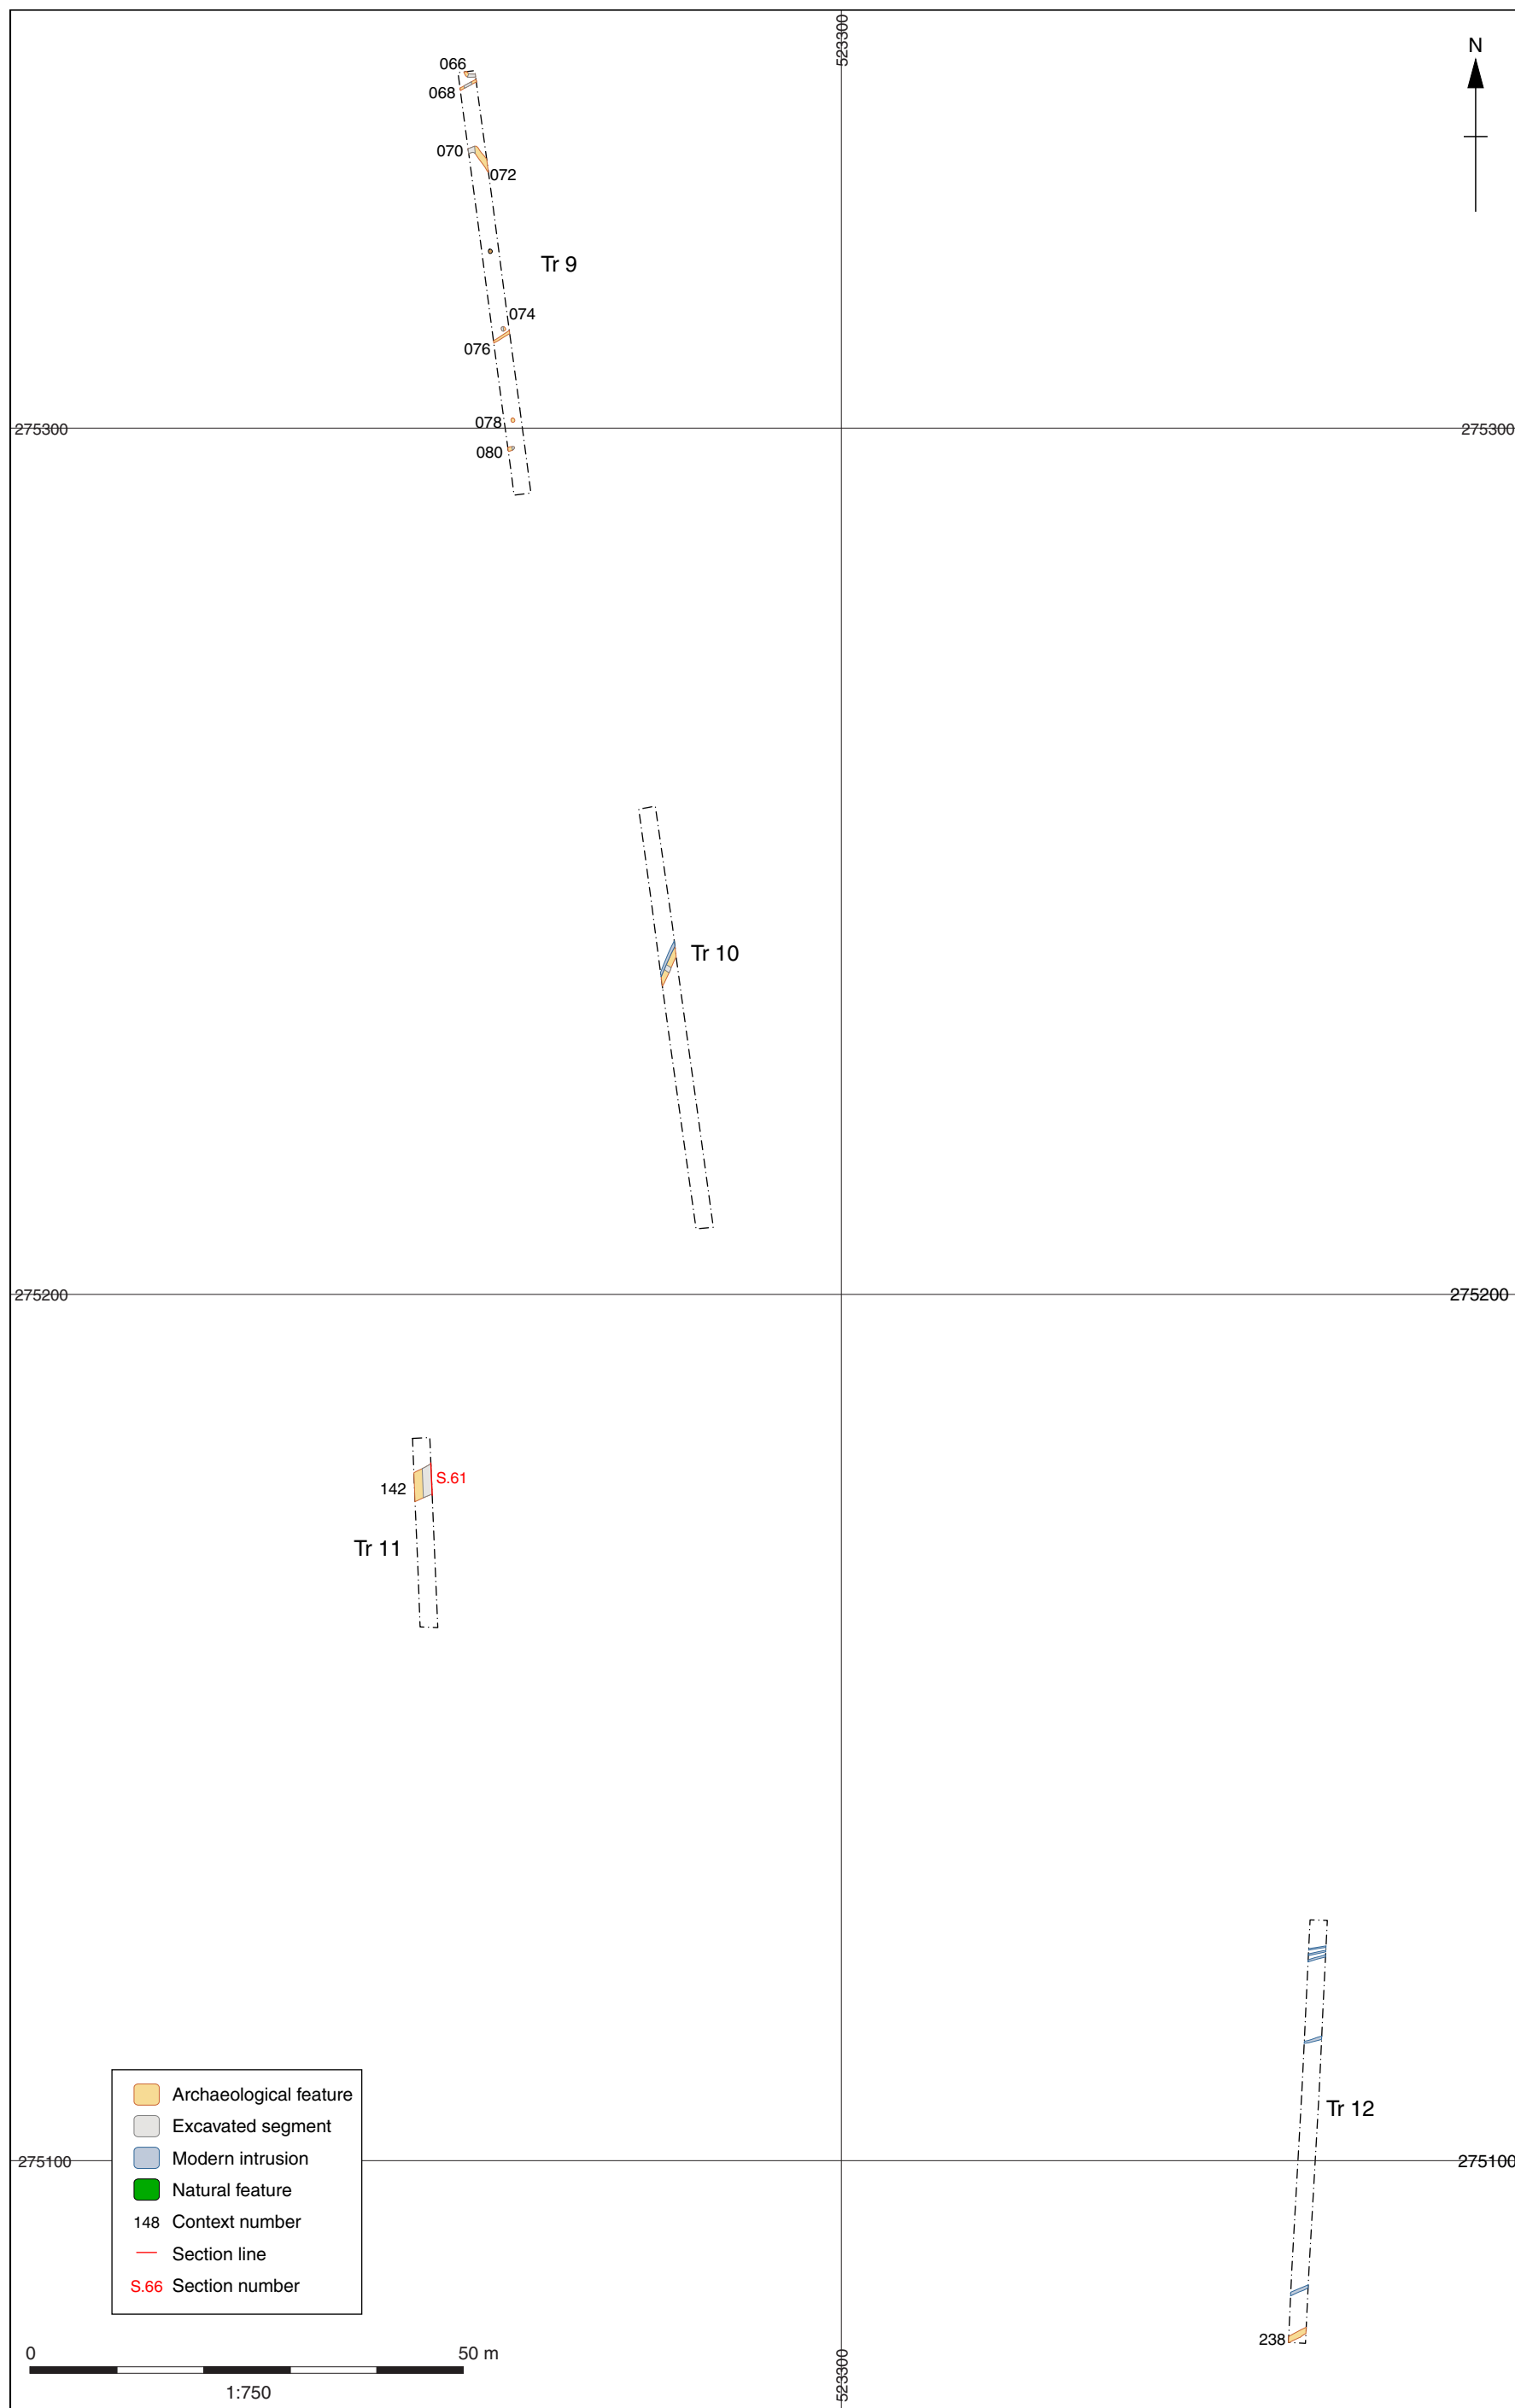 523300
N
066
068
070
072
Tr 9
074
076
078
275300
275300
080
Tr 10
275200
275200
S.61
142
Tr 11
Archaeological feature
Tr 12
Excavated segment
Modern intrusion
275100
275100
Natural feature
148 Context number
Section line
S.66 Section number
238
0
50 m
1:750
523300